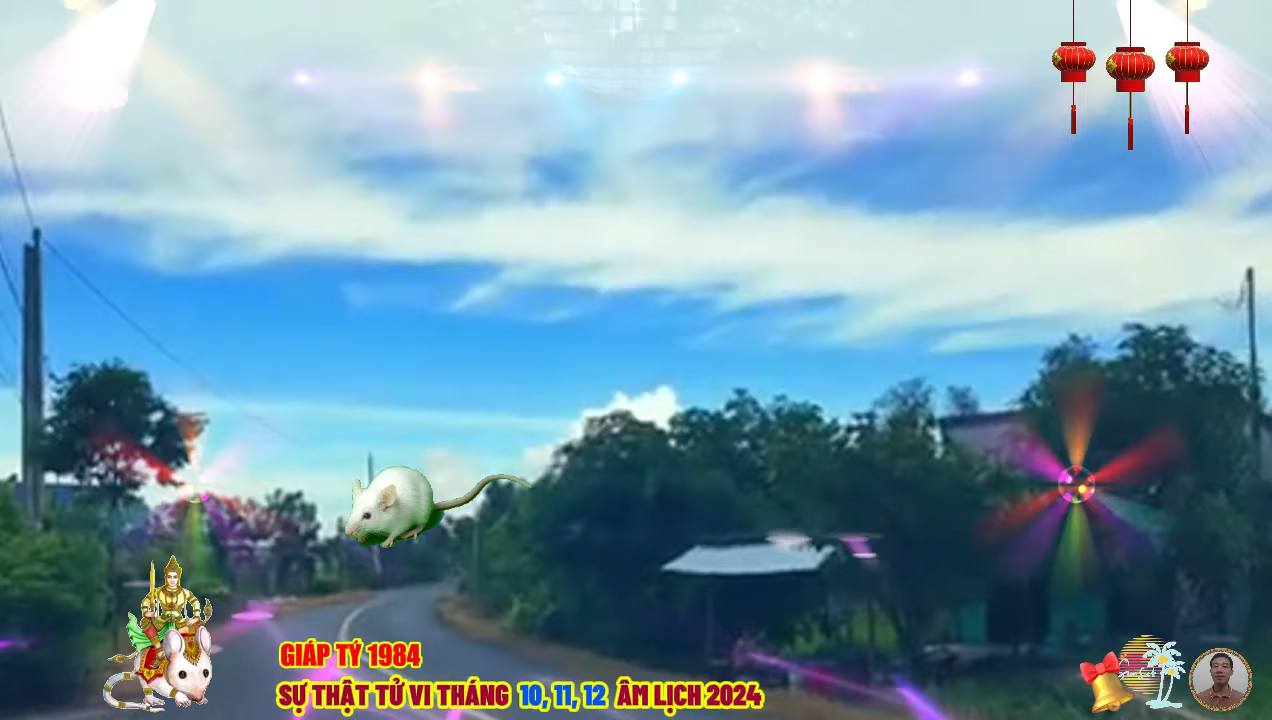 GIÁP TÝ 1984
SỰ THẬT TỬ VI THÁNG 10, 11, 12 ÂM LỊCH 2024